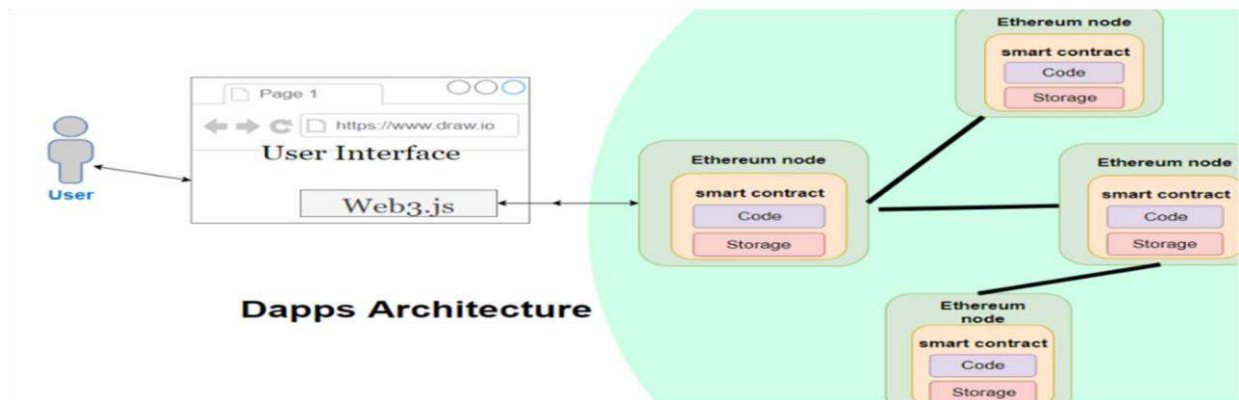 Page 1
https://www.draw.io
User Interface
Web3.js
User
Dapps Architecture
Ethereum node
smart contract
Code
Storage
Ethereum node
smart contract
Code
Storage
Ethereum node
smart contract
Code
Storage
Ethereum
node
smart contract
Code
Storage